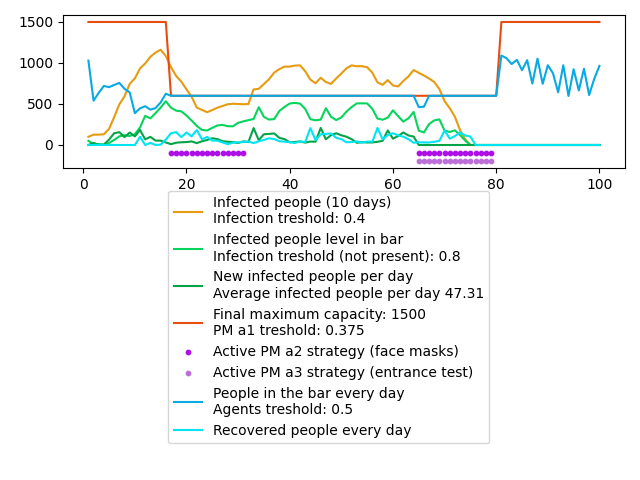 1500
1000
500
0
0
20
40
60
80
100
Infected people (10 days)
Infection treshold: 0.4
Infected people level in bar
Infection treshold (not present): 0.8
New infected people per day
Average infected people per day 47.31
Final maximum capacity: 1500
PM a1 treshold: 0.375
Active PM a2 strategy (face masks)
Active PM a3 strategy (entrance test)
People in the bar every day
Agents treshold: 0.5
Recovered people every day